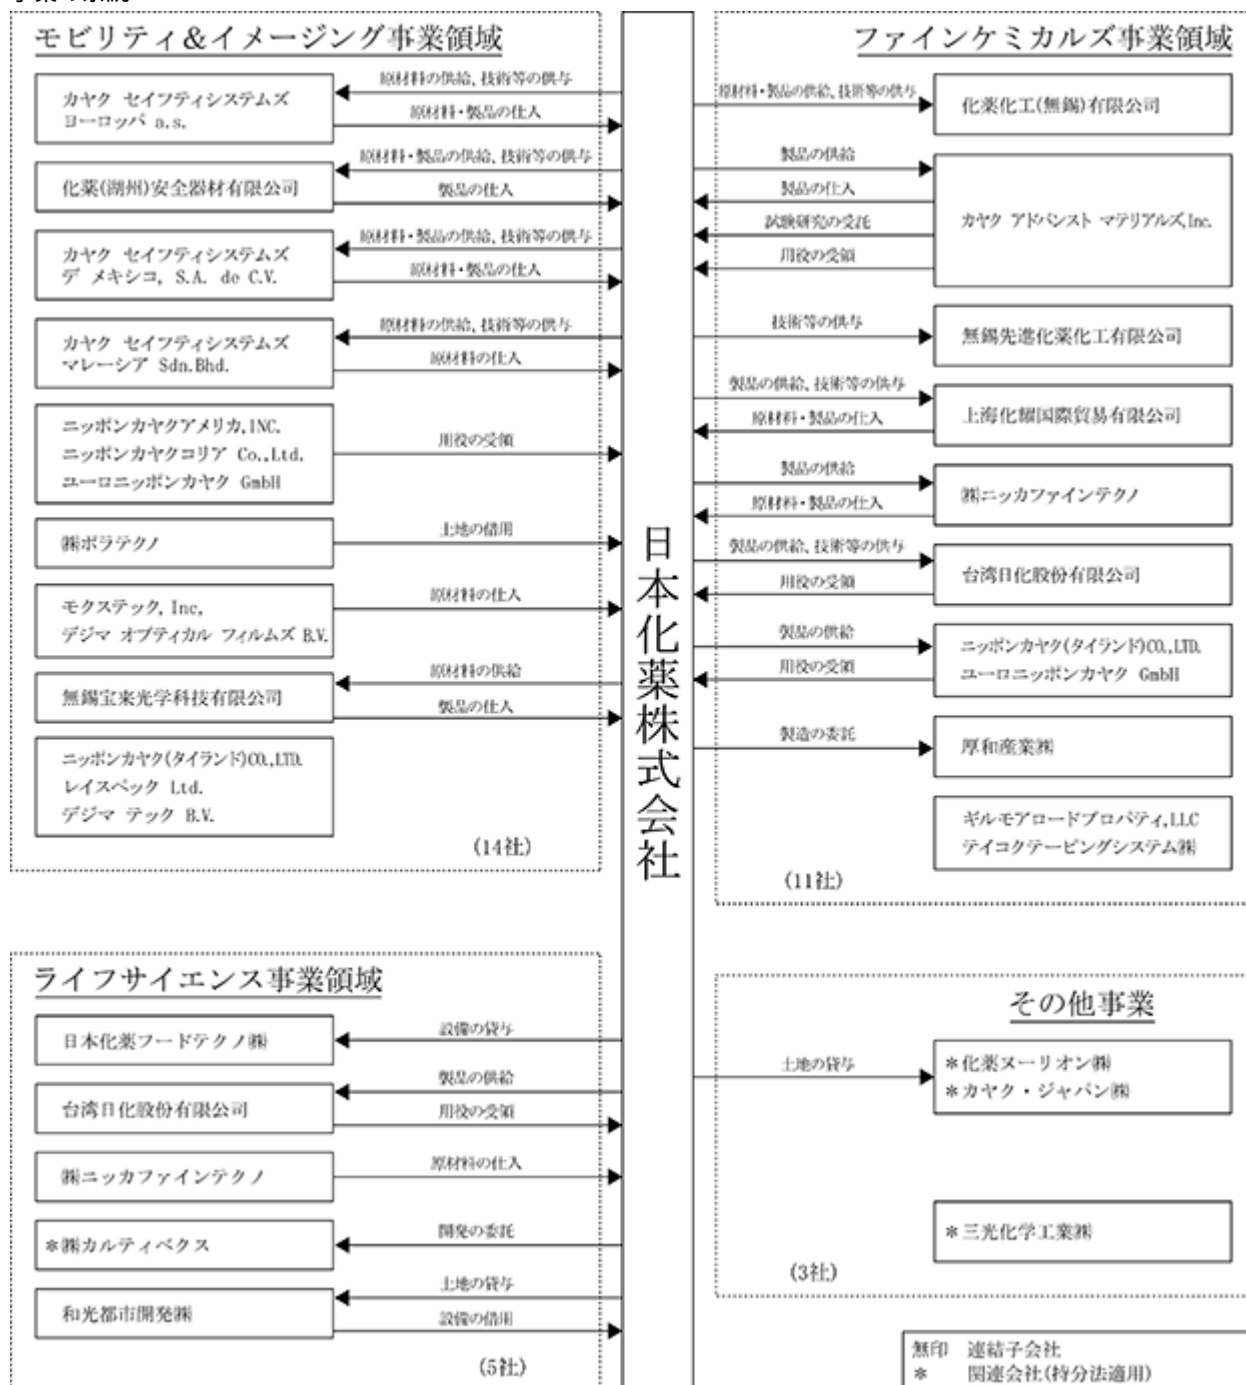 モビリティ&イメージング事業領域
カヤク セイフティシステムズ
ヨーロッパ a.s.
原材料の供給、技術等の供与
原材料・製品の仕入
化薬(湖州)安全器材有限公司
原材料・製品の供給、技術等の供与
製品の仕入
カヤク セイフティシステムズ
デ メキシコ, S.A. de C.V.
原材料・製品の供給、技術等の供与
原材料・製品の仕入
カヤク セイフティシステムズ
マレーシア Sdn.Bhd.
原材料の供給、技術等の供与
原材料の仕入
ニッポンカヤクアメリカ,INC.
ニッポンカヤクコリア Co.,Ltd.
ユーロニッポンカヤク GmbH
用役の受領
㈱ポラテクノ
土地の借用
モクステック, Inc,
デジマ オプティカル フィルムズ B.V.
原材料の仕入
無錫宝来光学科技有限公司
原材料の供給
製品の仕入
ニッポンカヤク(タイランド)CO.,LTD.
レイスペック Ltd.
デジマ テック B.V.
(14社)
日本化薬株式会社
ファインケミカルズ事業領域
原材料・製品の供給、技術等の供与
化薬化工(無錫)有限公司
製品の供給
製品の仕入
試験研究の受託
用役の受領
カヤク アドバンスト マテリアルズ,Inc.
技術等の供与
無錫先進化薬化工有限公司
製品の供給、技術等の供与
原材料・製品の仕入
上海化耀国際貿易有限公司
製品の供給
原材料・製品の仕入
㈱ニッカファインテクノ
製品の供給、技術等の供与
用役の受領
台湾日化股份有限公司
製品の供給
用役の受領
ニッポンカヤク(タイランド)CO.,LTD.
ユーロニッポンカヤク GmbH
製造の委託
厚和産業㈱
ギルモアロードプロパティ,LLC
テイコクテーピングシステム㈱
(11社)
ライフサイエンス事業領域
日本化薬フードテクノ㈱
設備の貸与
台湾日化股份有限公司
製品の供給
用役の受領
㈱ニッカファインテクノ
原材料の仕入
*㈱カルティベクス
開発の委託
和光都市開発㈱
土地の貸与
設備の借用
(5社)
その他事業
土地の貸与
*化薬ヌーリオン㈱
*カヤク・ジャパン㈱
*三光化学工業㈱
(3社)
無印 連結子会社
* 関連会社(持分法適用)